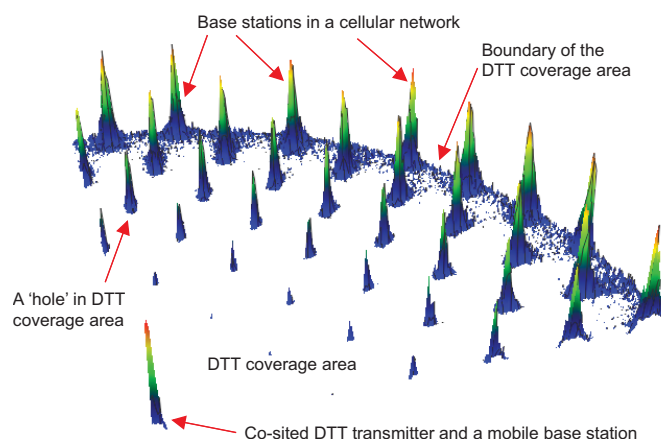 Base stations in a cellular network
Boundary of the
DTT coverage area
A ‘hole’ in DTT
coverage area
DTT coverage area
Co-sited DTT transmitter and a mobile base station